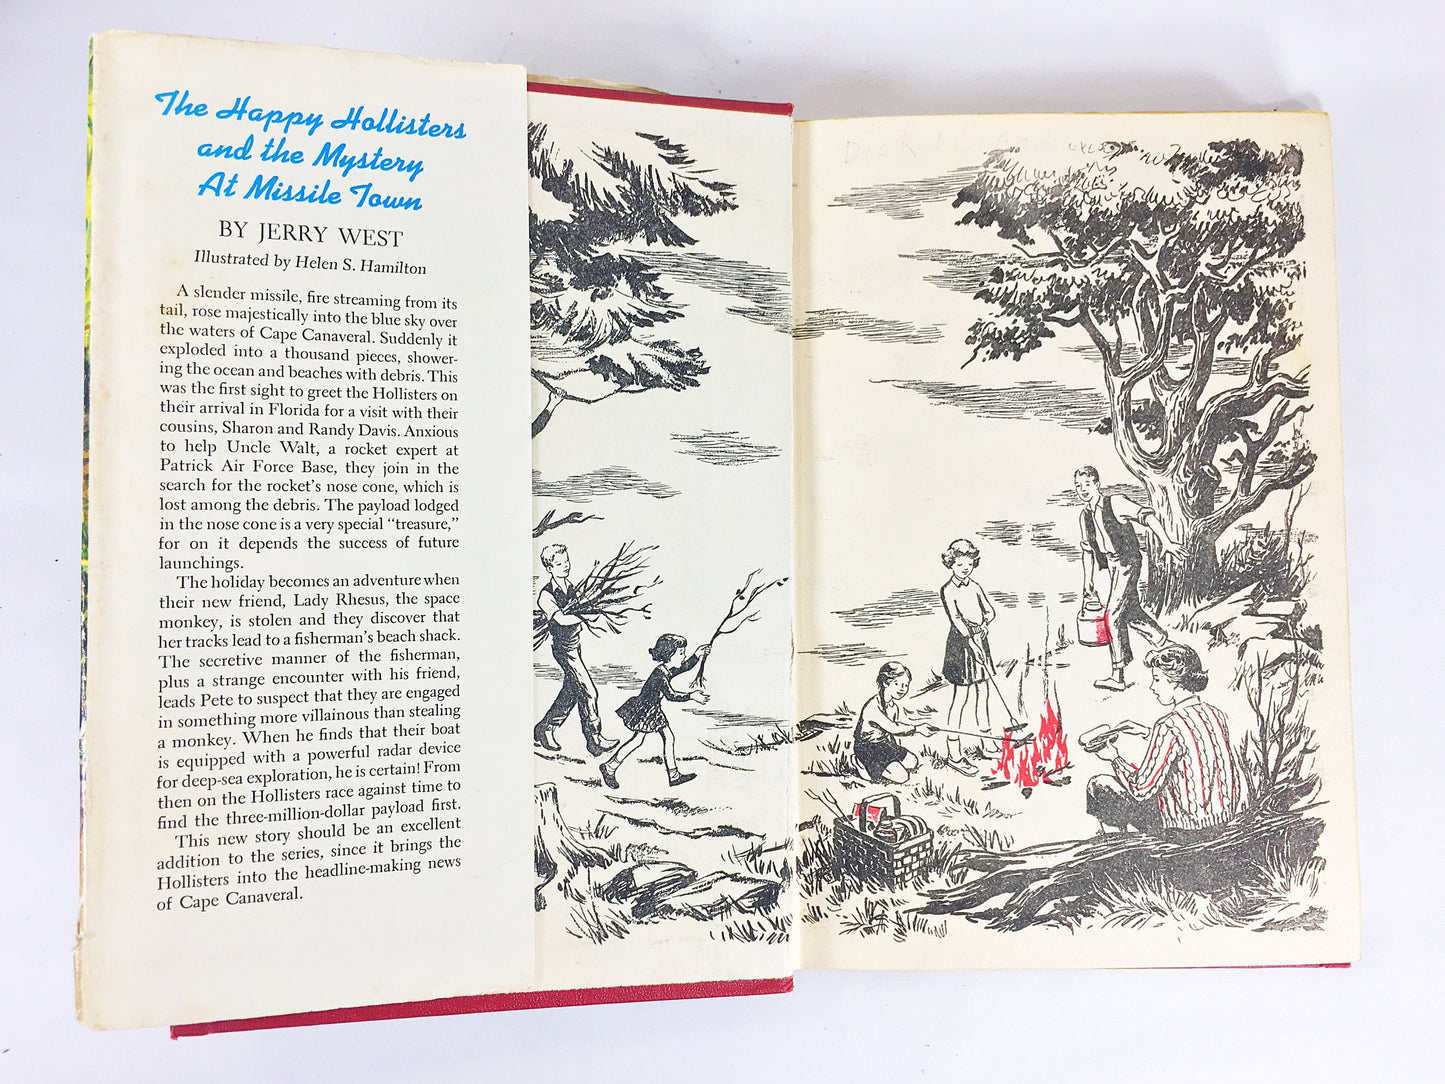 The Happy Hollisters
and the Mystery
At Missile Town
BY JERRY WEST
Illustrated by Helen S. Hamilton
A slender missile, fire streaming from its
tail, rose majestically into the blue sky over
the waters of Cape Canaveral. Suddenly it
exploded into a thousand pieces, shower-
ing the ocean and beaches with debris. This
was the first sight to greet the Hollisters on
their arrival in Florida for a visit with their
cousins, Sharon and Randy Davis. Anxious
to help Uncle Walt, a rocket expert at
Patrick Air Force Base, they join in the
search for the rocket's nose cone, which is
lost among the debris. The payload lodged
in the nose cone is a very special "treasure,"
for on it depends the success of future
launchings.
The holiday becomes an adventure when
their new friend, Lady Rhesus, the space
monkey, is stolen and they discover that
her tracks lead to a fisherman's beach shack.
The secretive manner of the fisherman,
plus a strange encounter with his friend,
leads Pete to suspect that they are engaged
in something more villainous than stealing
a monkey. When he finds that their boat
is equipped with a powerful radar device
for deep-sea exploration, he is certain! From
then on the Hollisters race against time to
find the three-million-dollar payload first.
This new story should be an excellent
addition to the series, since it brings the
Hollisters into the headline-making news
of Cape Canaveral.
DICK